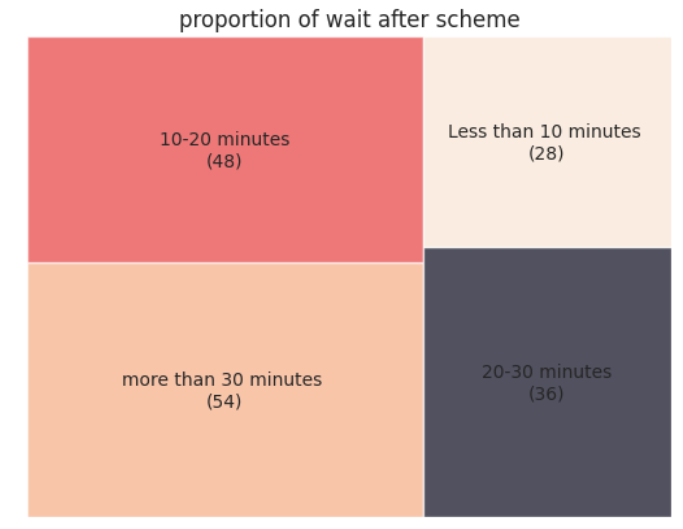 proportion of wait after scheme
10-20 minutes
(48)
Less than 10 minutes
(28)
more than 30 minutes
(54)
20-30 minutes
(36)